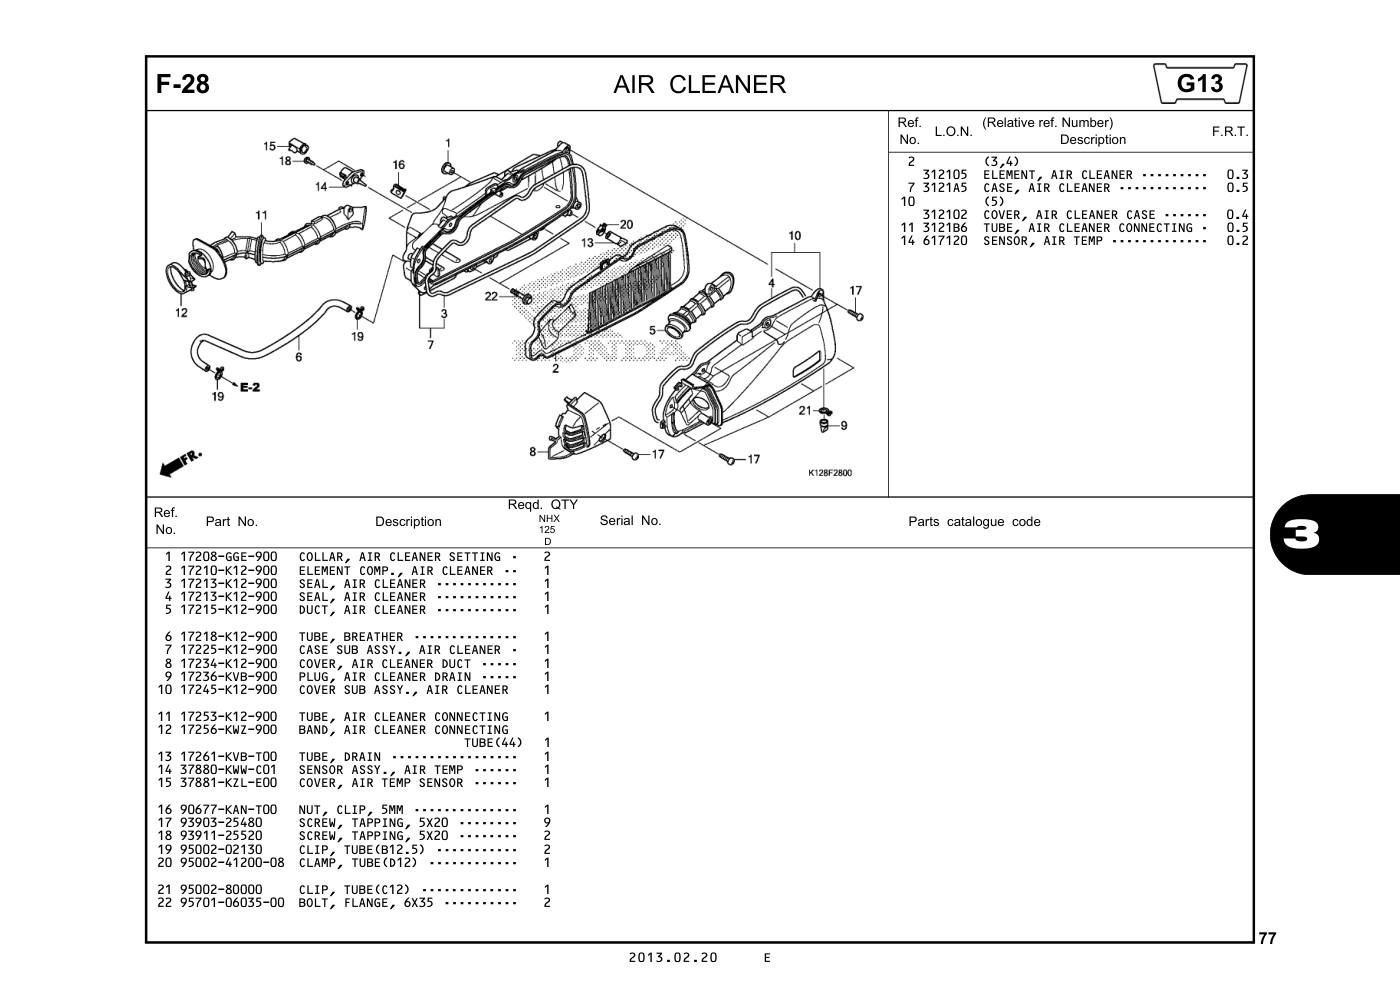 F-28 AIR CLEANER G13
15
18
14
16
1
11
12
6
19
19
E-2
20
13
22
3
7
2
5
10
4
17
21
9
8
17
17
FR.
HONDA
K128F2800
Ref. No. L.O.N. (Relative ref. Number) Description F.R.T.
2 (3,4)
312105 ELEMENT, AIR CLEANER --------- 0.3
7 3121A5 CASE, AIR CLEANER ------------ 0.5
10 (5)
312102 COVER, AIR CLEANER CASE ------ 0.4
11 3121B6 TUBE, AIR CLEANER CONNECTING - 0.5
14 617120 SENSOR, AIR TEMP ------------- 0.2
Ref. No. Part No. Description Reqd. QTY NHX 125 D Serial No. Parts catalogue code
1 17208-GGE-900 COLLAR, AIR CLEANER SETTING - 2
2 17210-K12-900 ELEMENT COMP., AIR CLEANER -- 1
3 17213-K12-900 SEAL, AIR CLEANER ----------- 1
4 17213-K12-900 SEAL, AIR CLEANER ----------- 1
5 17215-K12-900 DUCT, AIR CLEANER ----------- 1
6 17218-K12-900 TUBE, BREATHER -------------- 1
7 17225-K12-900 CASE SUB ASSY., AIR CLEANER - 1
8 17234-K12-900 COVER, AIR CLEANER DUCT ----- 1
9 17236-KVB-900 PLUG, AIR CLEANER DRAIN ----- 1
10 17245-K12-900 COVER SUB ASSY., AIR CLEANER 1
11 17253-K12-900 TUBE, AIR CLEANER CONNECTING 1
12 17256-KWZ-900 BAND, AIR CLEANER CONNECTING
TUBE(44) 1
13 17261-KVB-T00 TUBE, DRAIN ----------------- 1
14 37880-KWW-C01 SENSOR ASSY., AIR TEMP ------ 1
15 37881-KZL-E00 COVER, AIR TEMP SENSOR ------ 1
16 90677-KAN-T00 NUT, CLIP, 5MM -------------- 1
17 93903-25480 SCREW, TAPPING, 5X20 -------- 9
18 93911-25520 SCREW, TAPPING, 5X20 -------- 2
19 95002-02130 CLIP, TUBE(B12.5) ----------- 2
20 95002-41200-08 CLAMP, TUBE(D12) ------------ 1
21 95002-80000 CLIP, TUBE(C12) ------------- 1
22 95701-06035-00 BOLT, FLANGE, 6X35 ---------- 2
3
77
2013.02.20 E